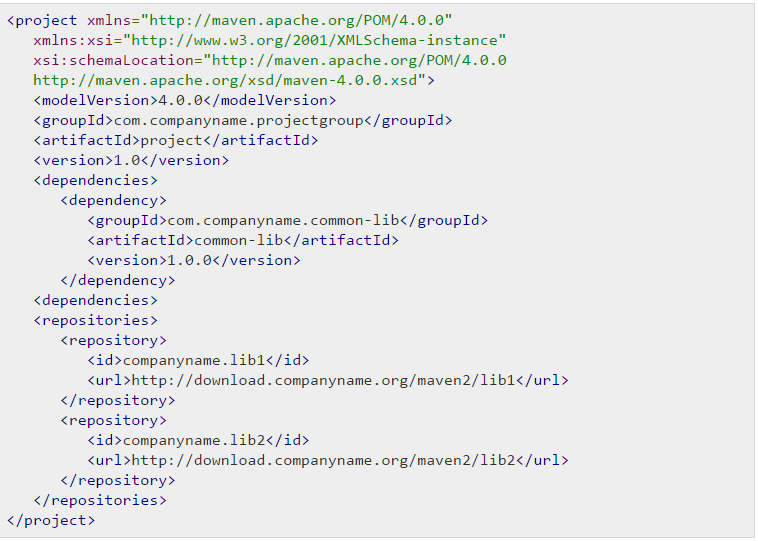 <project xmlns="http://maven.apache.org/POM/4.0.0"
   xmlns:xsi="http://www.w3.org/2001/XMLSchema-instance"
   xsi:schemaLocation="http://maven.apache.org/POM/4.0.0
   http://maven.apache.org/xsd/maven-4.0.0.xsd">
   <modelVersion>4.0.0</modelVersion>
   <groupId>com.companyname.projectgroup</groupId>
   <artifactId>project</artifactId>
   <version>1.0</version>
   <dependencies>
      <dependency>
         <groupId>com.companyname.common-lib</groupId>
         <artifactId>common-lib</artifactId>
         <version>1.0.0</version>
      </dependency>
   <dependencies>
   <repositories>
      <repository>
         <id>companyname.lib1</id>
         <url>http://download.companyname.org/maven2/lib1</url>
      </repository>
      <repository>
         <id>companyname.lib2</id>
         <url>http://download.companyname.org/maven2/lib2</url>
      </repository>
   </repositories>
</project>